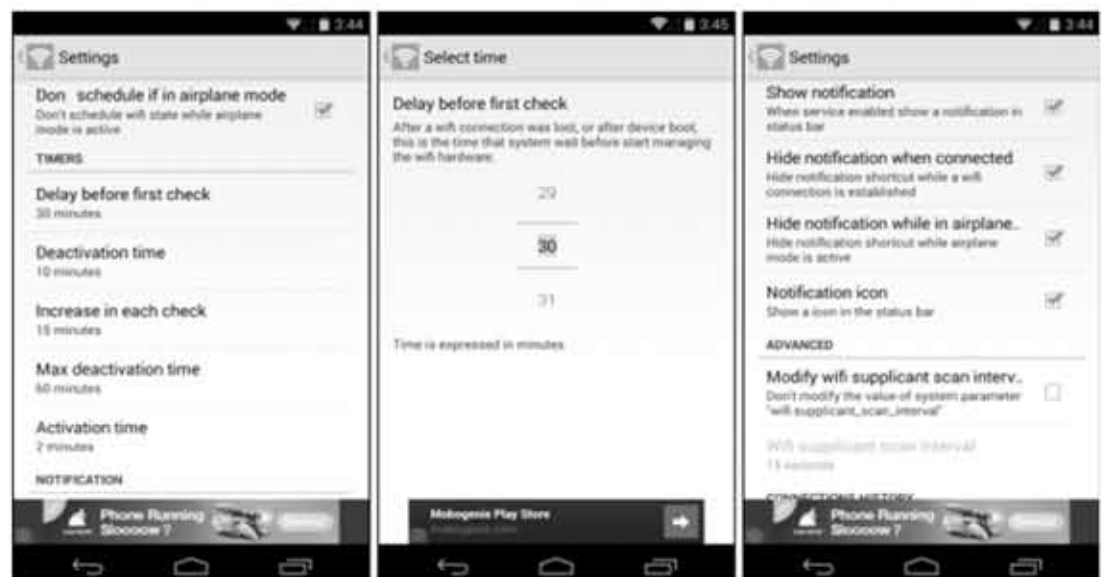 3:44
Settings
Don schedule if in airplane mode
Don't schedule wifi state while airplane
mode is active
TIMERS
Delay before first check
30 minutes
Deactivation time
10 minutes
Increase in each check
15 minutes
Max deactivation time
60 minutes
Activation time
2 minutes
NOTIFICATION
Phone Running
Slooooow ?
3:45
Select time
Delay before first check
After a wifi connection was lost, or after device boot,
this is the time that system wait before start managing
the wifi hardware.
29
30
31
Time is expressed in minutes
Mobogenie Play Store
3:44
Settings
Show notification
When service enabled show a notification in
status bar
Hide notification when connected
Hide notification shortcut while a wifi
connection is established
Hide notification while in airplane..
Hide notification shortcut while airplane
mode is active
Notification icon
Show a icon in the status bar
ADVANCED
Modify wifi supplicant scan interv..
Don't modify the value of system parameter
"wifi.supplicant_scan_interval"
Wifi supplicant scan interval
15 seconds
CONNECTIONS HISTORY
Phone Running
Slooooow ?